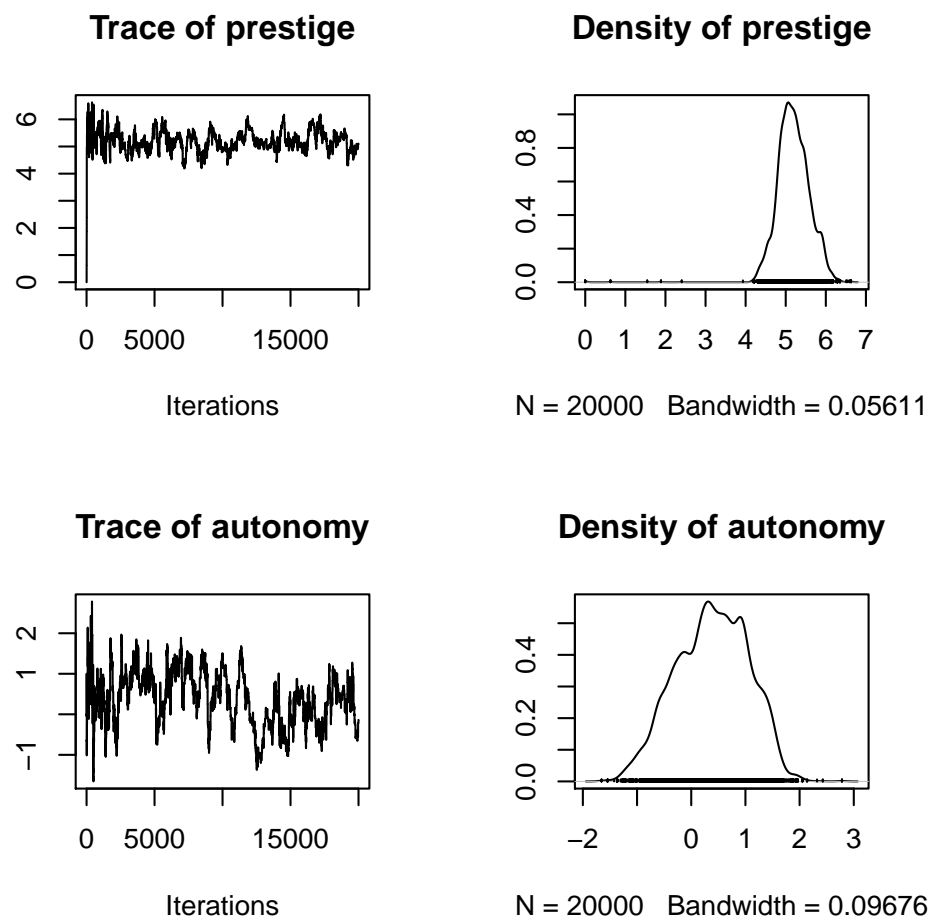 Trace of prestige
6
4
2
0
0 5000 15000
Iterations
Density of prestige
0.8
0.4
0.0
0 1 2 3 4 5 6 7
N = 20000 Bandwidth = 0.05611
Trace of autonomy
2
1
−1
0 5000 15000
Iterations
Density of autonomy
0.4
0.2
0.0
−2 0 1 2 3
N = 20000 Bandwidth = 0.09676